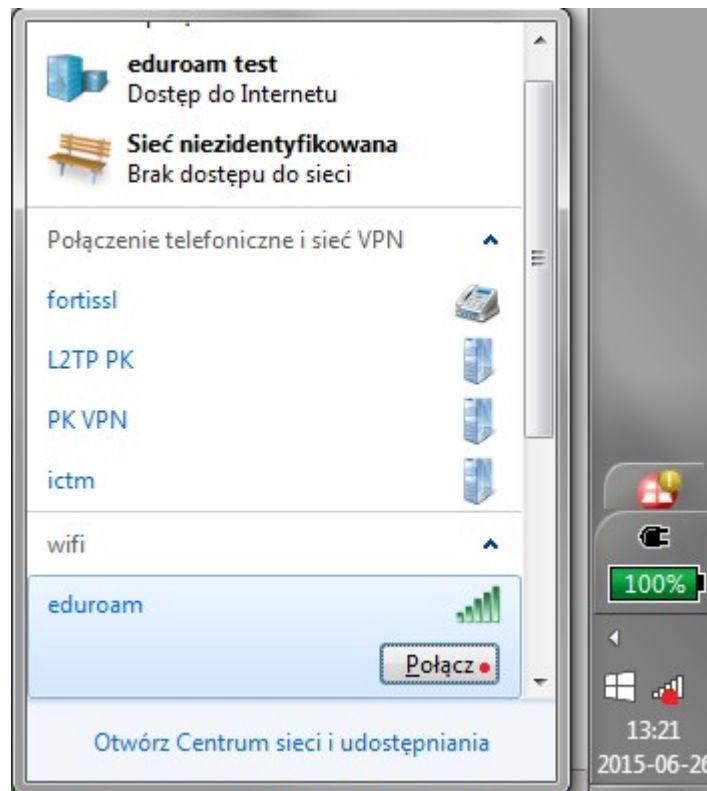 eduroam test
Dostęp do Internetu
Sieć niezidentyfikowana
Brak dostępu do sieci
Połączenie telefoniczne i sieć VPN
fortissl
L2TP PK
PK VPN
ictm
wifi
eduroam
Połącz
Otwórz Centrum sieci i udostępniania
100%
13:21
2015-06-26